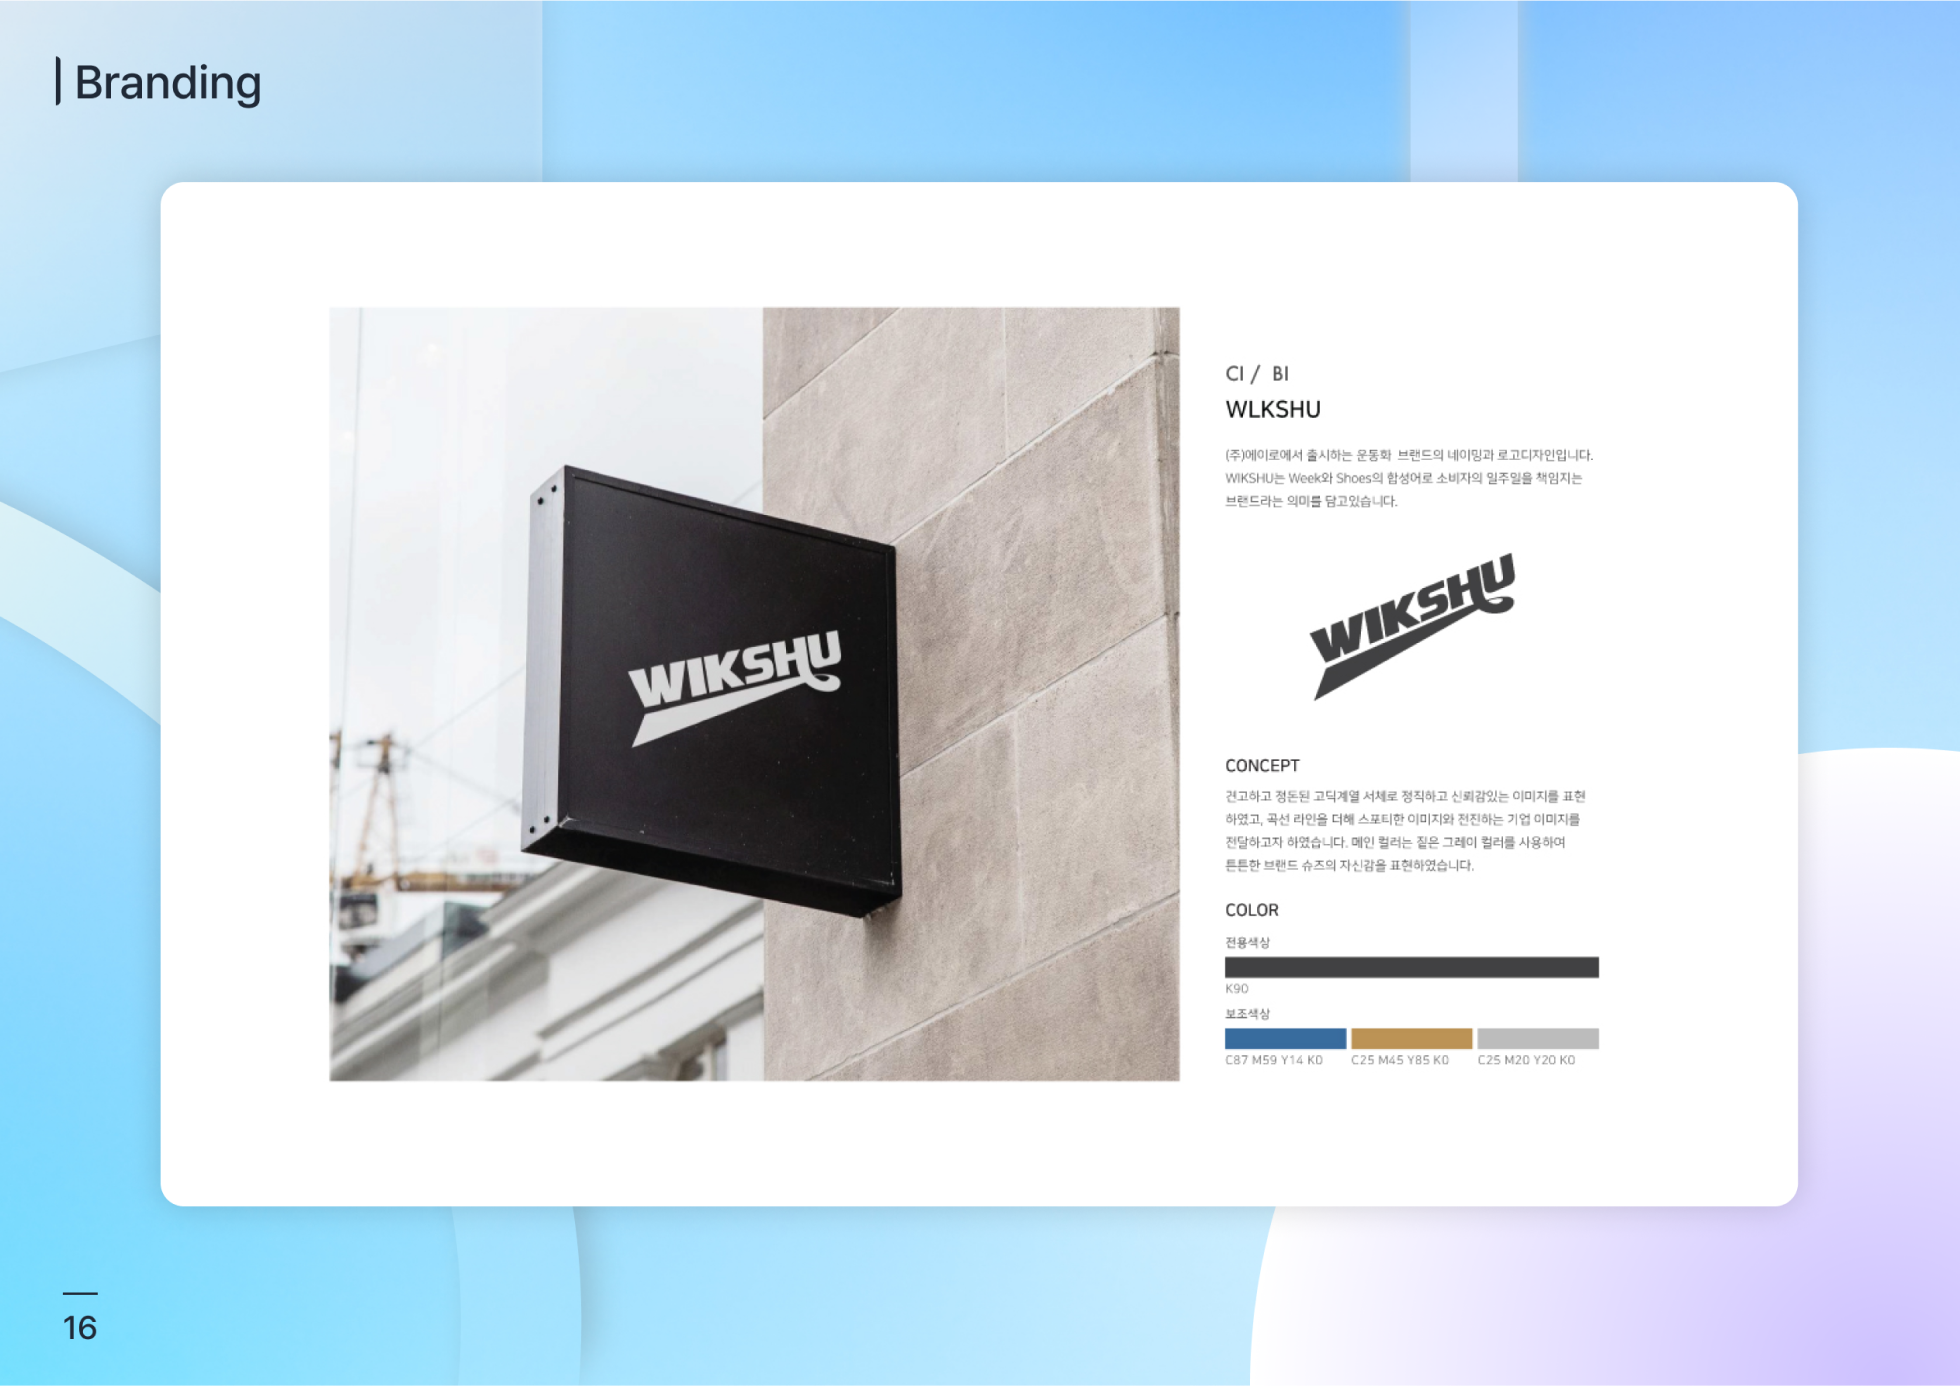 Branding
WIKSHU
CI / BI
WLKSHU
(주)에이로에서 출시하는 운동화 브랜드의 네이밍과 로고디자인입니다.
WIKSHU는 Week와 Shoes의 합성어로 소비자의 일주일을 책임지는
브랜드라는 의미를 담고있습니다.
WIKSHU
CONCEPT
견고하고 정돈된 고딕계열 서체로 정직하고 신뢰감있는 이미지를 표현
하였고, 곡선 라인을 더해 스포티한 이미지와 전진하는 기업 이미지를
전달하고자 하였습니다. 메인 컬러는 짙은 그레이 컬러를 사용하여
튼튼한 브랜드 슈즈의 자신감을 표현하였습니다.
COLOR
전용색상
K90
보조색상
C87 M59 Y14 K0 C25 M45 Y85 K0 C25 M20 Y20 K0
16